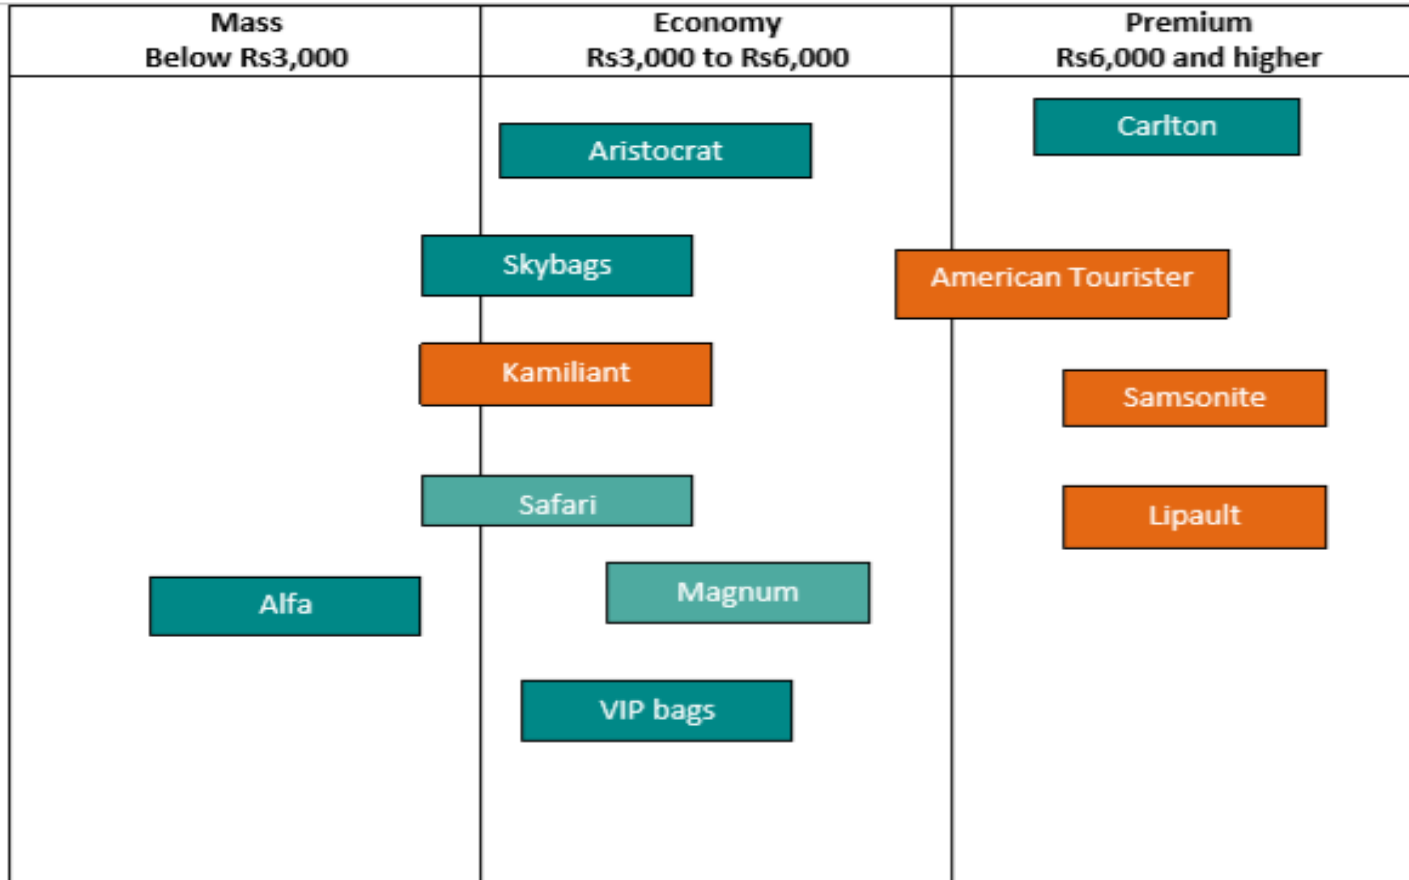 Mass
Below Rs3,000
Economy
Rs3,000 to Rs6,000
Premium
Rs6,000 and higher
Carlton
Aristocrat
Skybags
American Tourister
Kamiliant
Samsonite
Safari
Lipault
Magnum
Alfa
VIP bags